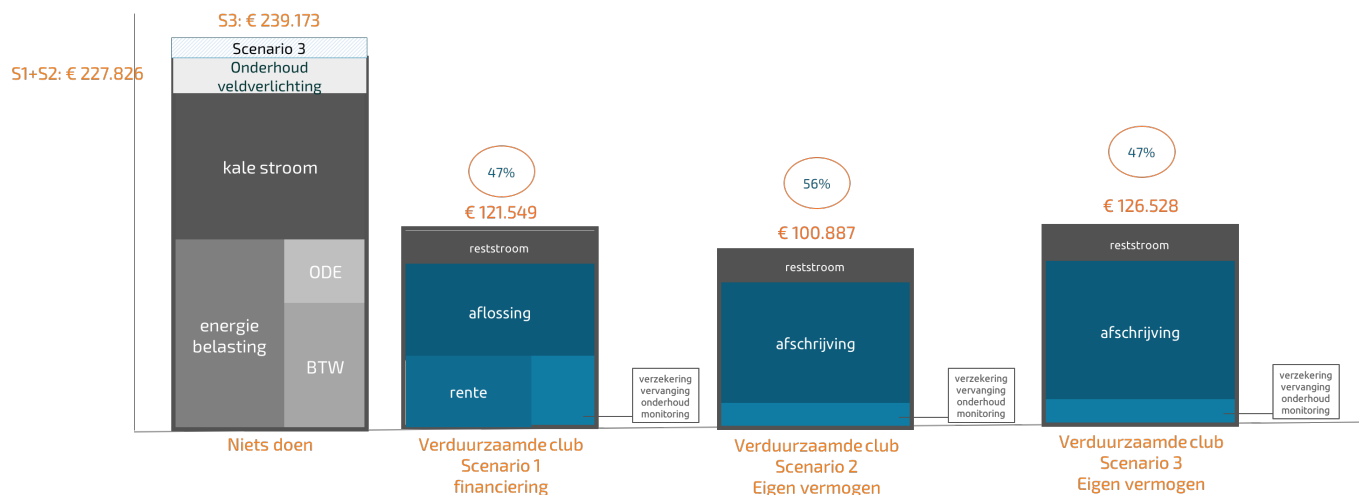 S3: € 239.173
S1+S2: € 227.826
Scenario 3
Onderhoud
veldverlichting
kale stroom
ODE
energie
belasting
BTW
Niets doen
47%
€ 121.549
reststroom
aflossing
rente
verzekering
vervanging
onderhoud
monitoring
Verduurzaamde club
Scenario 1
financiering
56%
€ 100.887
reststroom
afschrijving
verzekering
vervanging
onderhoud
monitoring
Verduurzaamde club
Scenario 2
Eigen vermogen
47%
€ 126.528
reststroom
afschrijving
verzekering
vervanging
onderhoud
monitoring
Verduurzaamde club
Scenario 3
Eigen vermogen